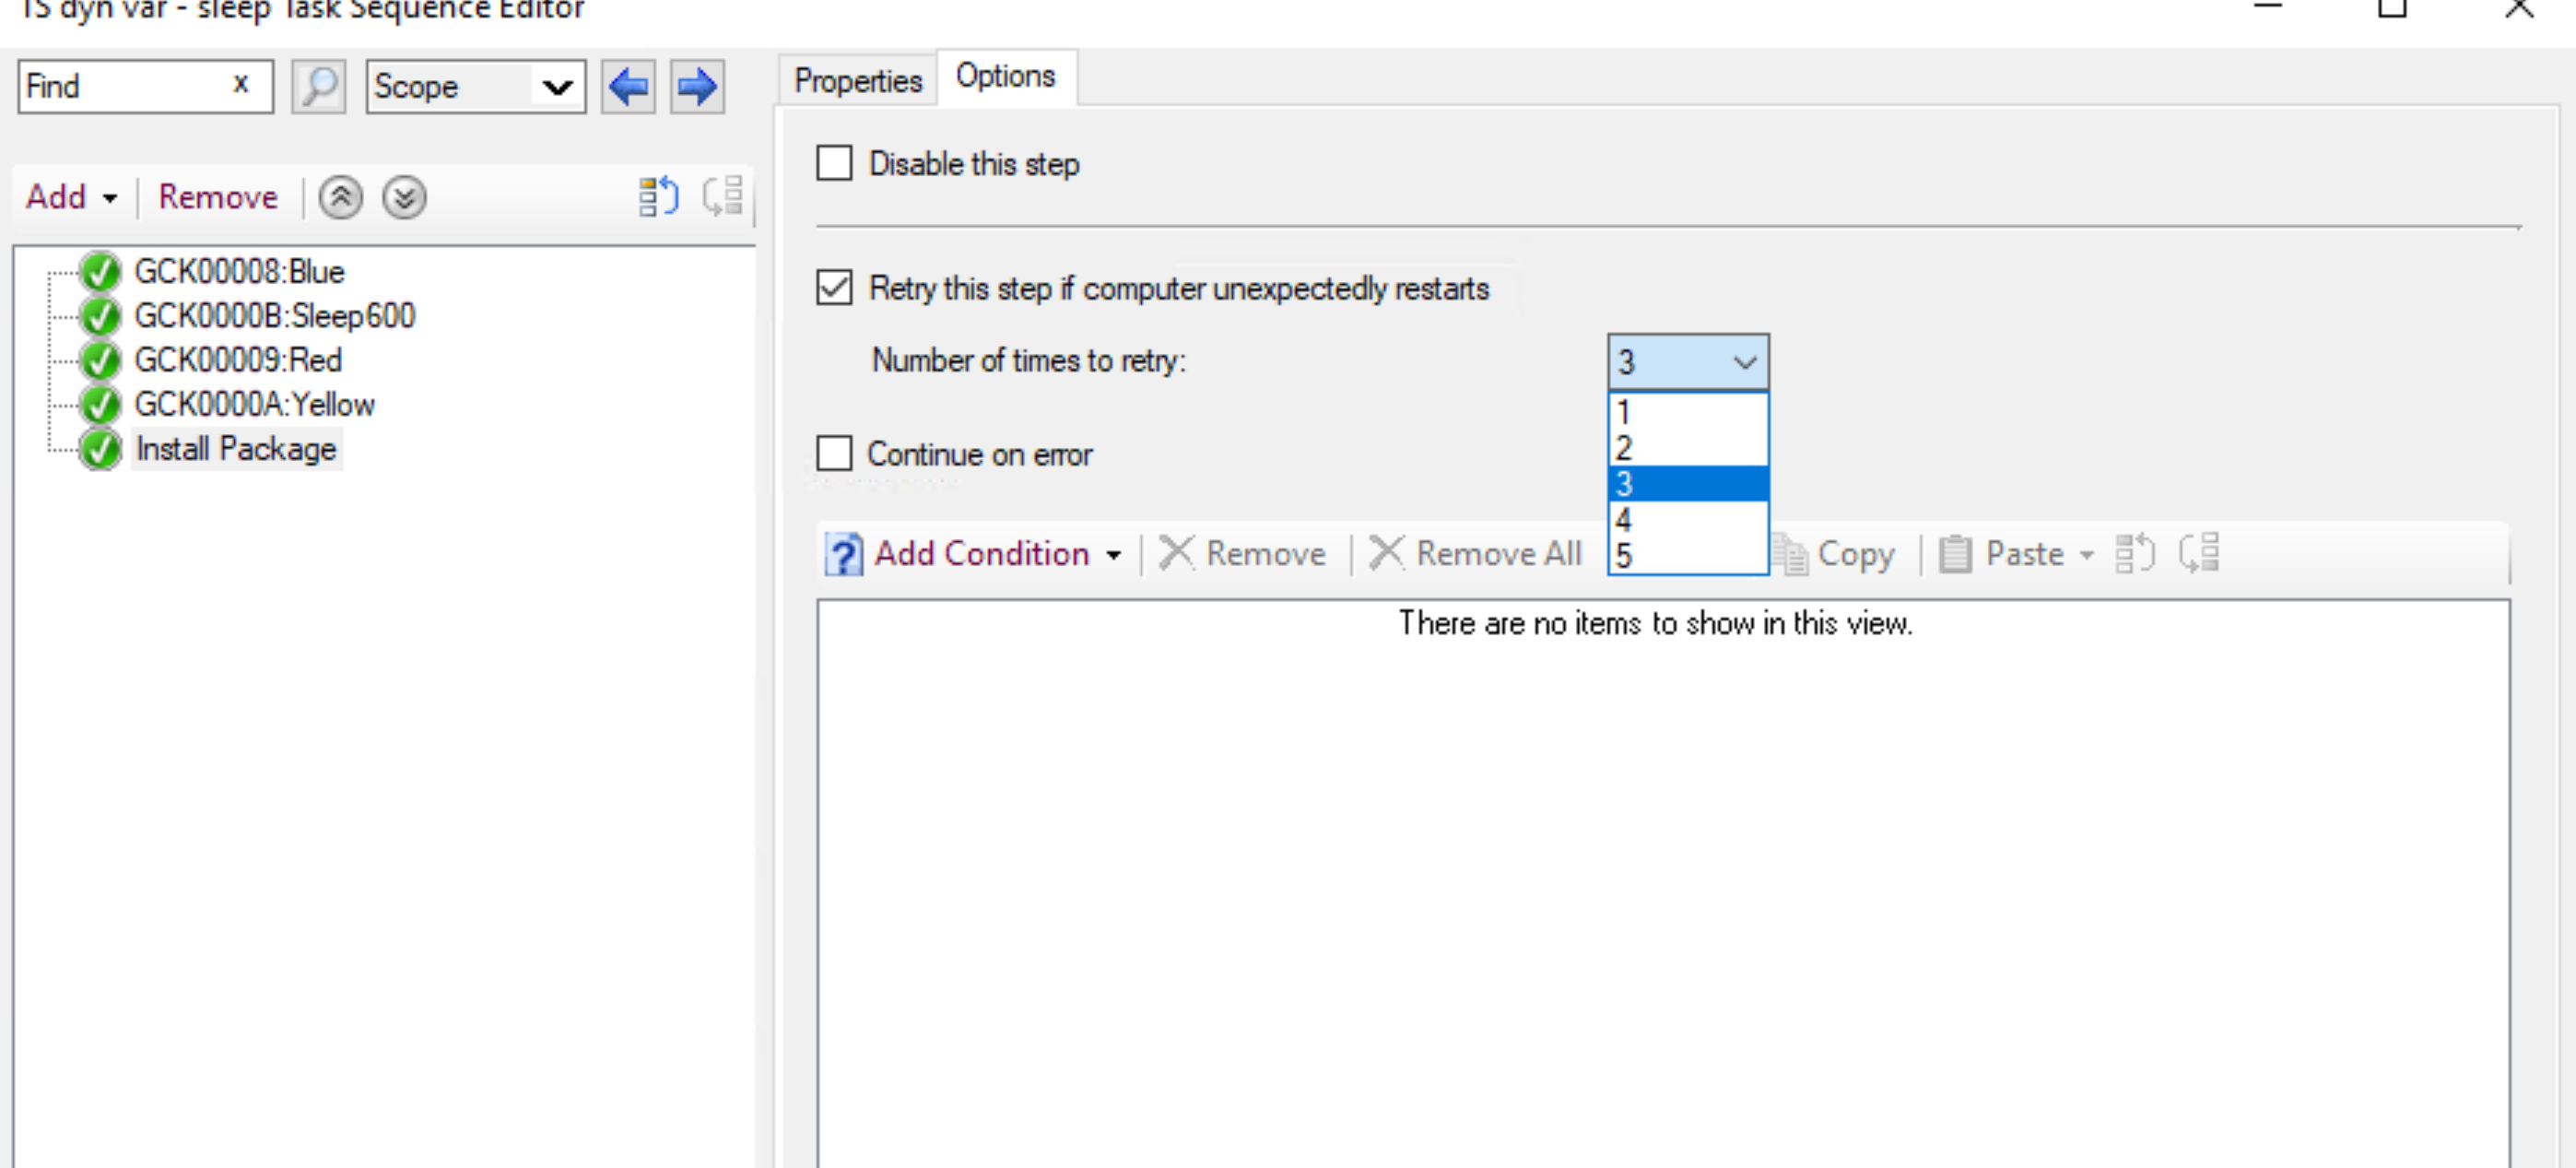 TS dyn var - sleep Task Sequence Editor
Find x Scope
Add Remove
GCK00008:Blue
GCK0000B:Sleep600
GCK00009:Red
GCK0000A:Yellow
Install Package
Properties Options
Disable this step
Retry this step if computer unexpectedly restarts
Number of times to retry: 3
1
2
3
4
5
Continue on error
Add Condition Remove Remove All Copy Paste
There are no items to show in this view.